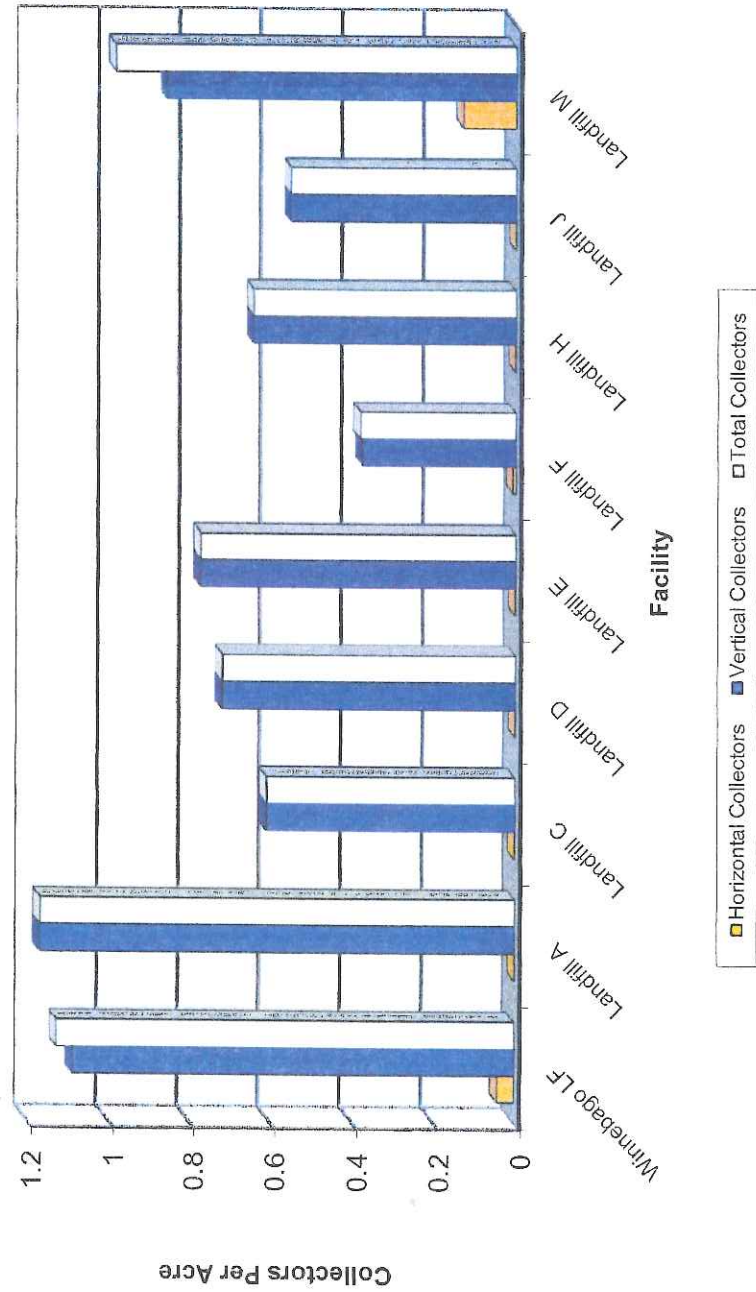 Collectors Per Acre
1.2
1
0.8
0.6
0.4
0.2
0
Winnebago LF
Landfill A
Landfill C
Landfill D
Landfill E
Landfill F
Landfill H
Landfill J
Landfill M
Facility
Horizontal Collectors Vertical Collectors Total Collectors